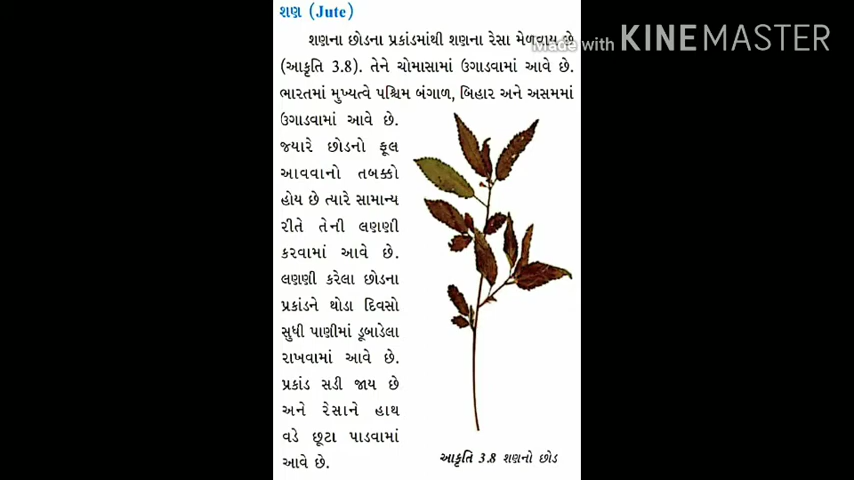 શણ (Jute)
શણના છોડના પ્રકાંડમાંથી શણના રેસા મેળવાય છે
(આકૃતિ 3.8). તેને ચોમાસામાં ઉગાડવામાં આવે છે.
ભારતમાં મુખ્યત્વે પશ્ચિમ બંગાળ, બિહાર અને અસમમાં
ઉગાડવામાં આવે છે.
જ્યારે છોડનો ફૂલ
આવવાનો તબક્કો
હોય છે ત્યારે સામાન્ય
રીતે તેની લણણી
કરવામાં આવે છે.
લણણી કરેલા છોડના
પ્રકાંડને થોડા દિવસો
સુધી પાણીમાં ડૂબાડેલા
રાખવામાં આવે છે.
પ્રકાંડ સડી જાય છે
અને રેસાને હાથ
વડે છૂટા પાડવામાં
આવે છે.
આકૃતિ 3.8 શણનો છોડ
Made with KINEMASTER